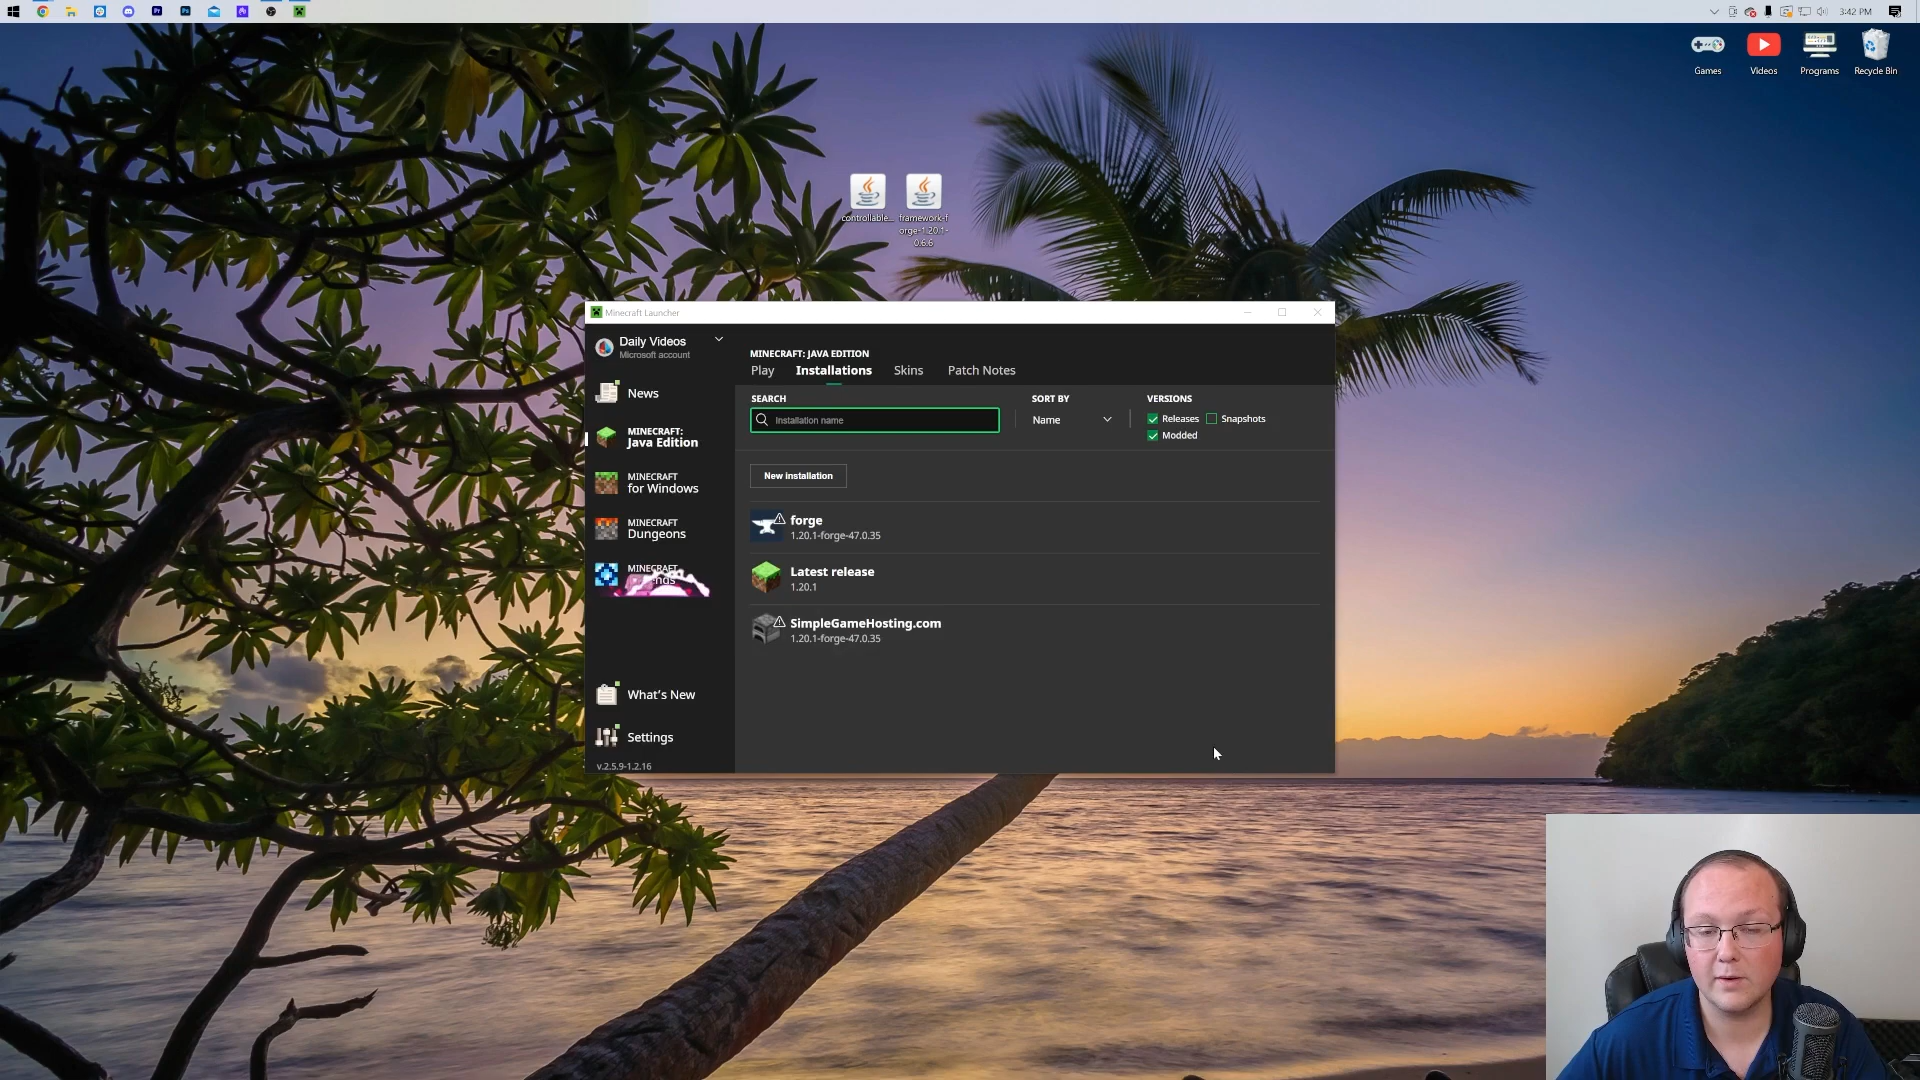 3:42 PM
Games
Videos
Programs
Recycle Bin
controllable...
framework-f
orge-1.20.1-
0.6.6
Minecraft Launcher
Daily Videos
Microsoft account
News
MINECRAFT:
Java Edition
MINECRAFT
for Windows
MINECRAFT
Dungeons
MINECRAFT
What's New
Settings
v.2.5.9-1.2.16
MINECRAFT: JAVA EDITION
Play
Installations
Skins
Patch Notes
SEARCH
Installation name
SORT BY
Name
VERSIONS
Releases
Snapshots
Modded
New installation
forge
1.20.1-forge-47.0.35
Latest release
1.20.1
SimpleGameHosting.com
1.20.1-forge-47.0.35